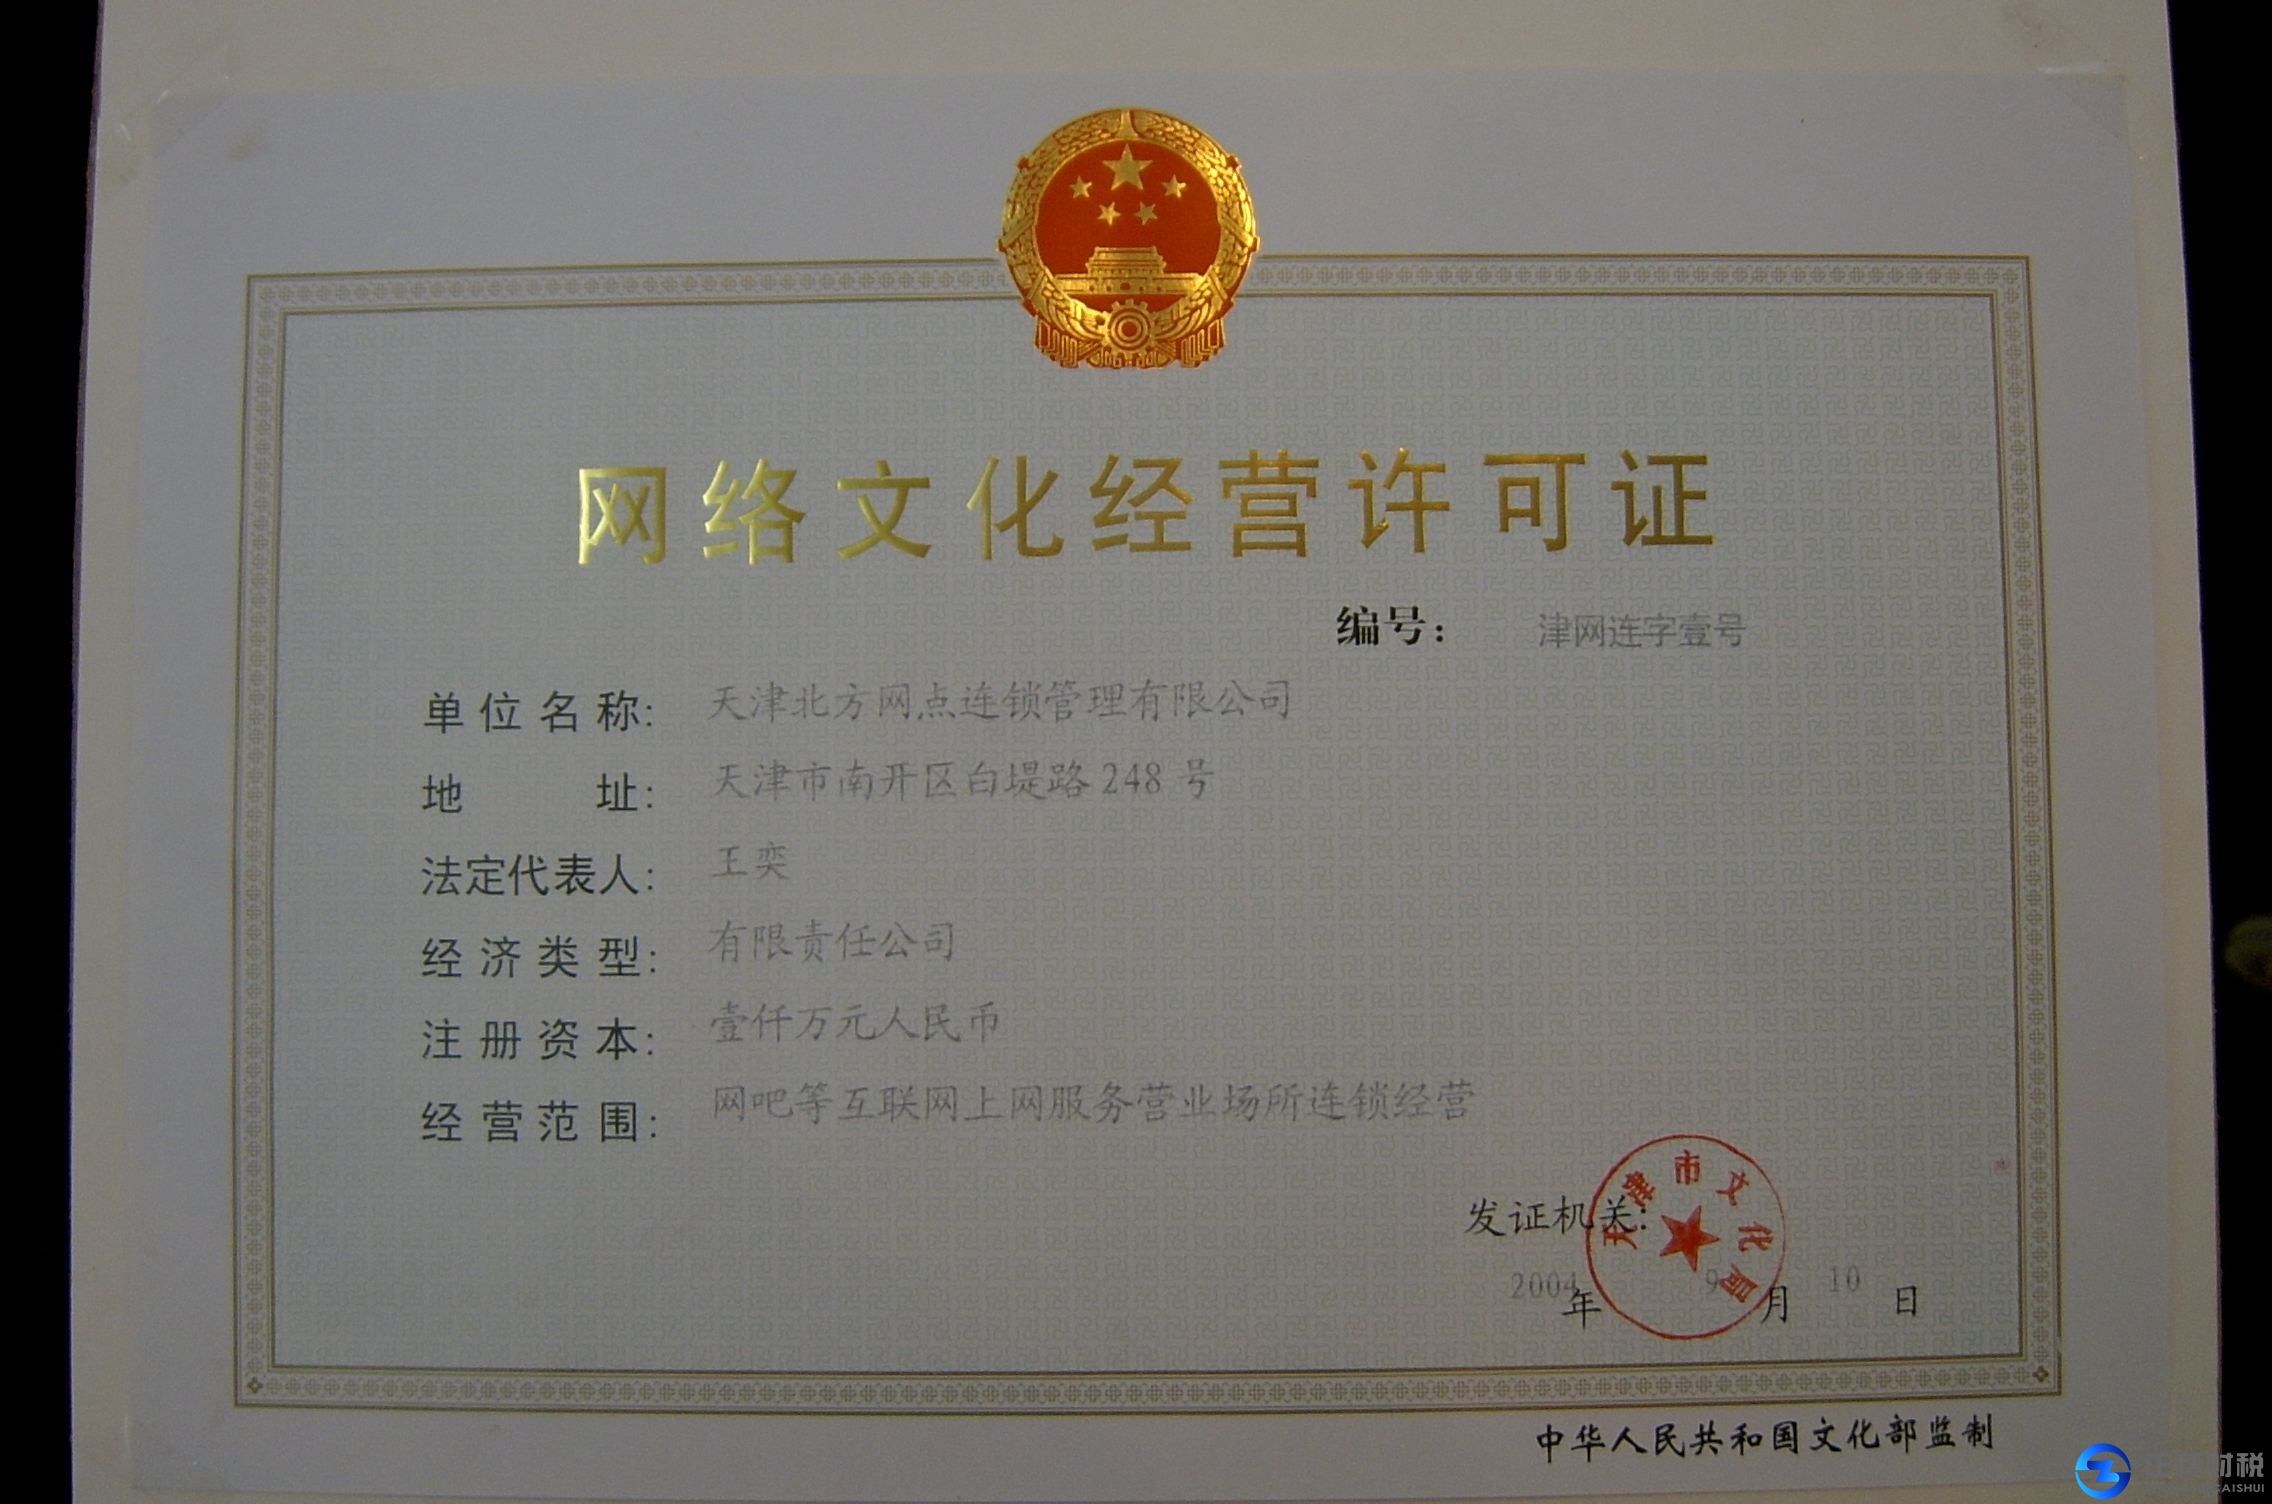 网络文化经营许可证
编号: 津网连字壹号
单位名称: 天津北方网点连锁管理有限公司
地 址: 天津市南开区白堤路 248 号
法定代表人: 王奕
经济类型: 有限责任公司
注册资本: 壹仟万元人民币
经营范围: 网吧等互联网上网服务营业场所连锁经营
发证机关:
天津市文化局
2004 年 9 月 10 日
中华人民共和国文化部监制
财税